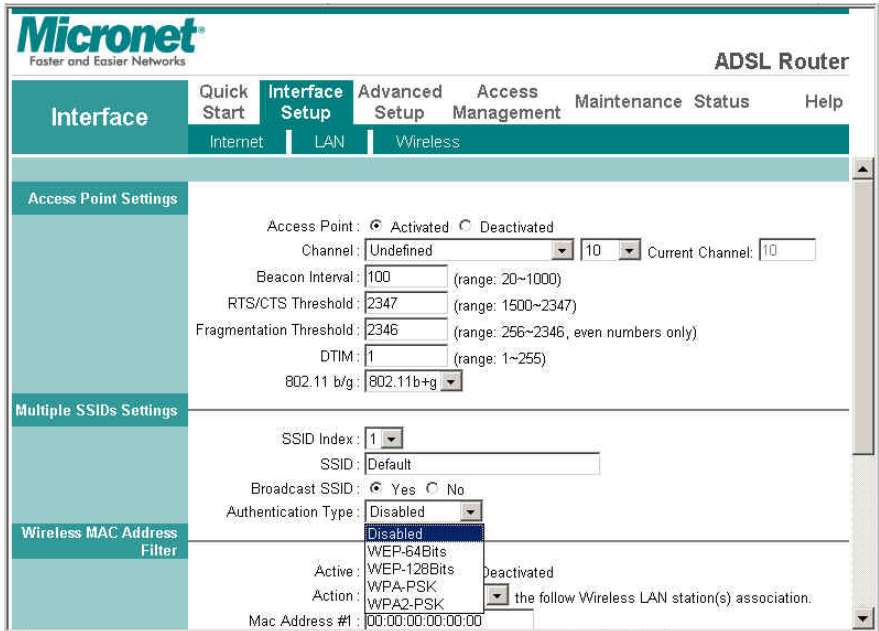 Micronet
Faster and Easier Networks
ADSL Router
Interface
Quick Start
Interface Setup
Advanced Setup
Access Management
Maintenance
Status
Help
Internet
LAN
Wireless
Access Point Settings
Access Point : Activated Deactivated
Channel : Undefined 10 Current Channel: 10
Beacon Interval : 100 (range: 20~1000)
RTS/CTS Threshold : 2347 (range: 1500~2347)
Fragmentation Threshold : 2346 (range: 256~2346, even numbers only)
DTIM : 1 (range: 1~255)
802.11 b/g : 802.11b+g
Multiple SSIDs Settings
SSID Index : 1
SSID : Default
Broadcast SSID : Yes No
Authentication Type : Disabled
Disabled
WEP-64Bits
WEP-128Bits
WPA-PSK
WPA2-PSK
Wireless MAC Address Filter
Active : Deactivated
Action : the follow Wireless LAN station(s) association.
Mac Address #1 : 00:00:00:00:00:00